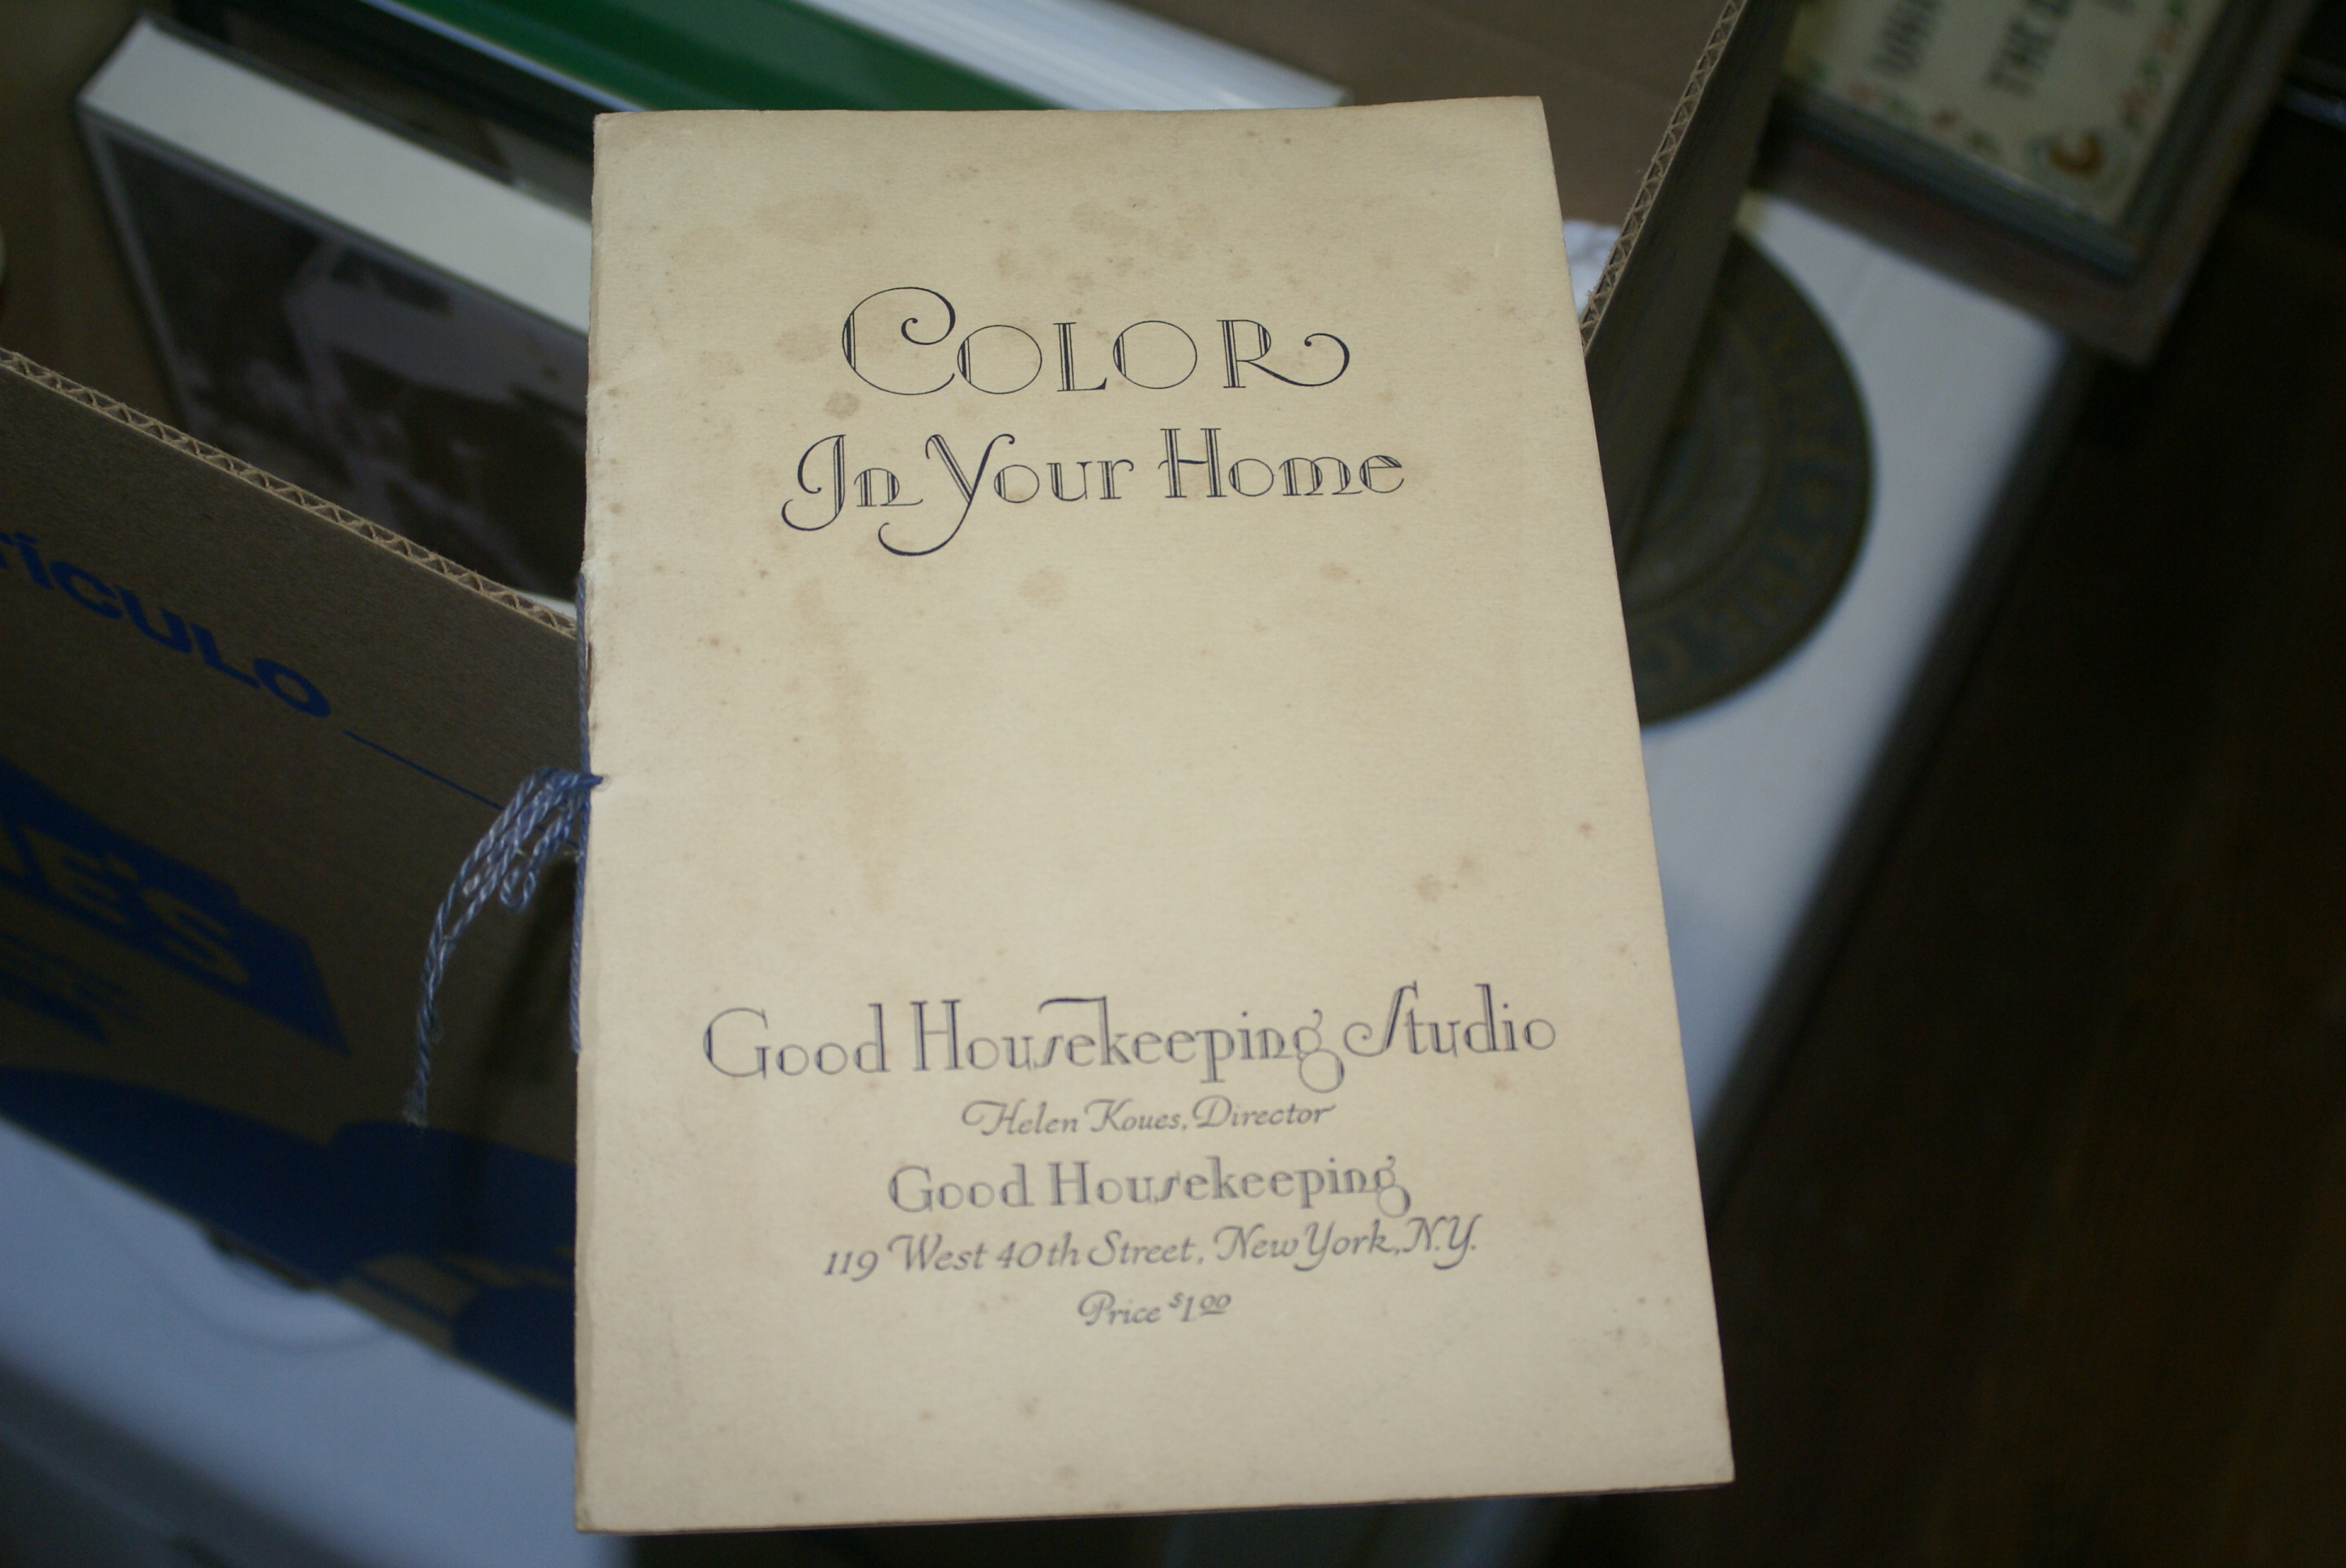 Color
In Your Home
Good Housekeeping Studio
Helen Koues, Director
Good Housekeeping
119 West 40th Street, New York, N.Y.
Price $1.00
THE